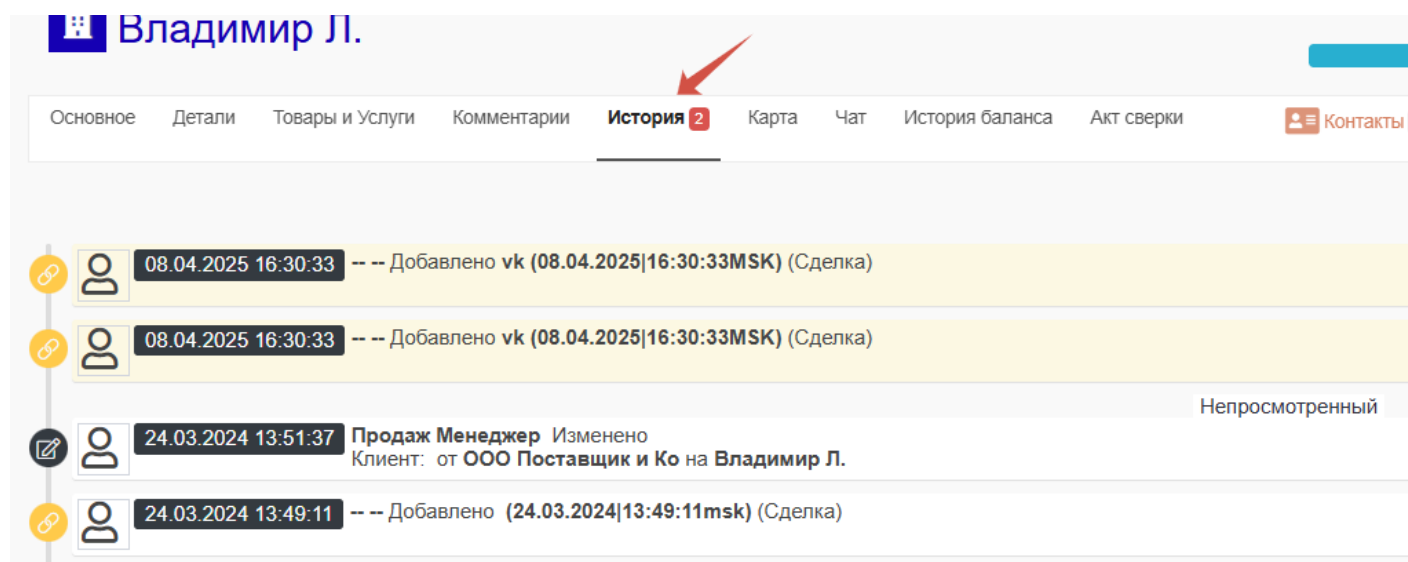 Владимир Л.
Основное Детали Товары и Услуги Комментарии История 2 Карта Чат История баланса Акт сверки Контакты
08.04.2025 16:30:33 -- -- Добавлено vk (08.04.2025|16:30:33MSK) (Сделка)
08.04.2025 16:30:33 -- -- Добавлено vk (08.04.2025|16:30:33MSK) (Сделка)
Непросмотренный
24.03.2024 13:51:37 Продаж Менеджер Изменено
Клиент: от ООО Поставщик и Ко на Владимир Л.
24.03.2024 13:49:11 -- -- Добавлено (24.03.2024|13:49:11msk) (Сделка)